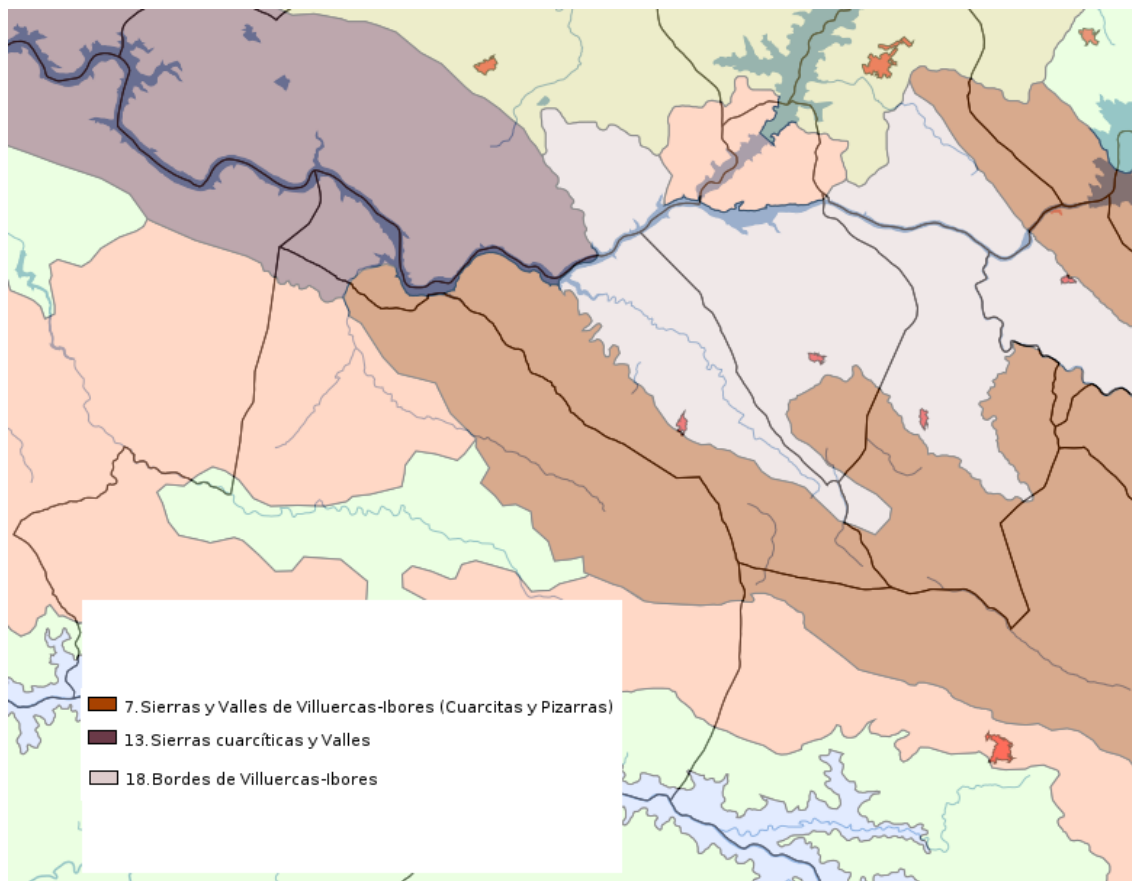 7.Sierras y Valles de Villuercas-Ibores (Cuarcitas y Pizarras)
13.Sierras cuarcíticas y Valles
18.Bordes de Villuercas-Ibores